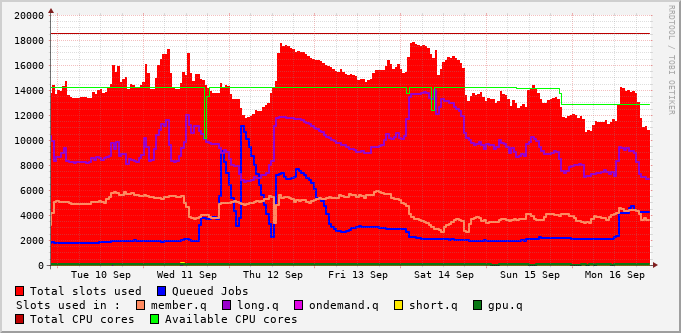 RRDTOOL / TOBI OETIKER
20000
18000
16000
14000
12000
10000
8000
6000
4000
2000
0
Tue 10 Sep Wed 11 Sep Thu 12 Sep Fri 13 Sep Sat 14 Sep Sun 15 Sep Mon 16 Sep
Total slots used Queued Jobs
Slots used in : member.q long.q ondemand.q short.q gpu.q
Total CPU cores Available CPU cores